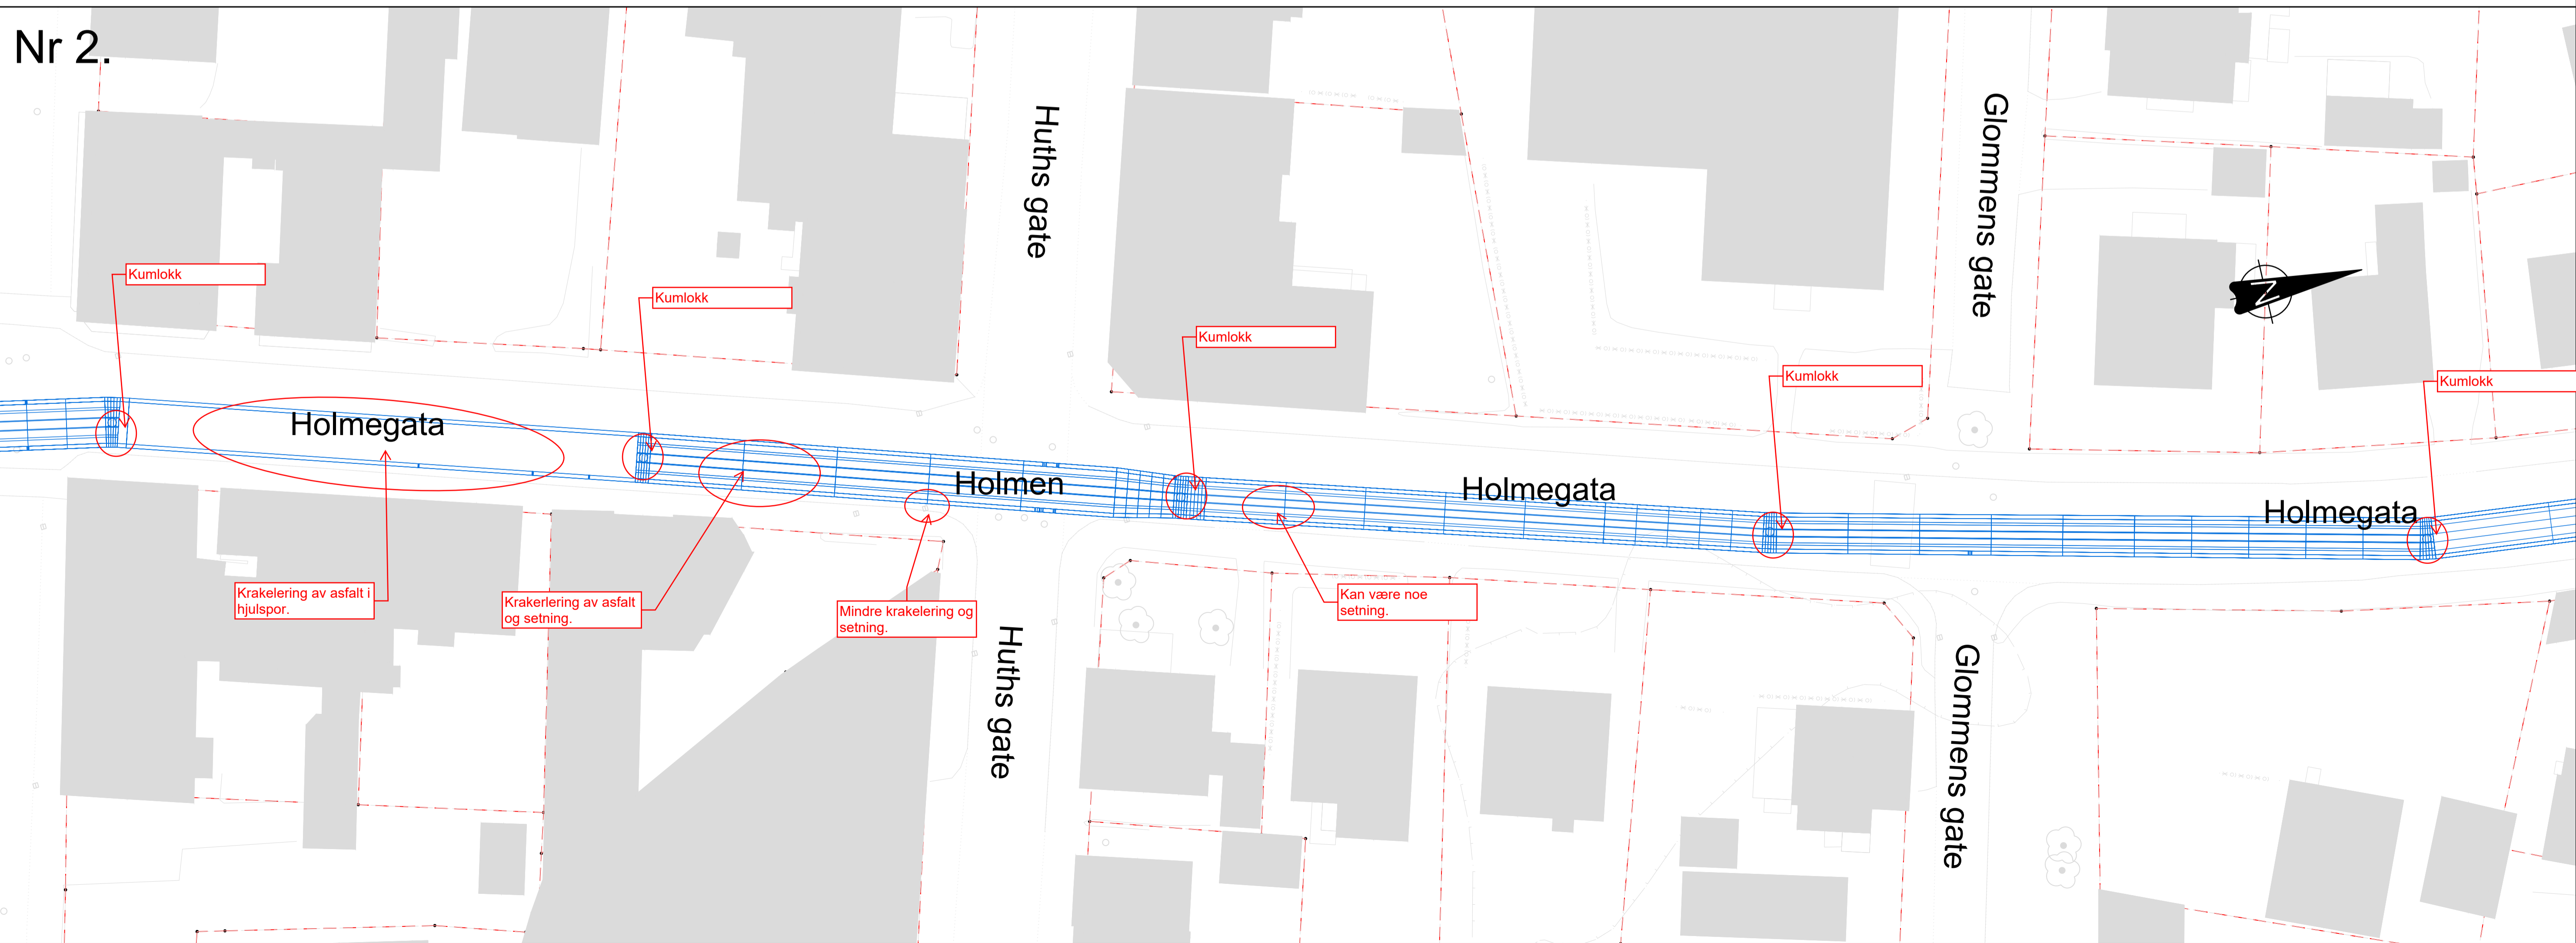 Nr 2.
Huths gate
Glommens gate
Kumlokk
Kumlokk
Kumlokk
Kumlokk
Kumlokk
N
Holmegata
Holmen
Holmegata
Holmegata
Krakelering av asfalt i
hjulspor.
Krakerlering av asfalt
og setning.
Mindre krakelering og
setning.
Kan være noe
setning.
Huths gate
Glommens gate